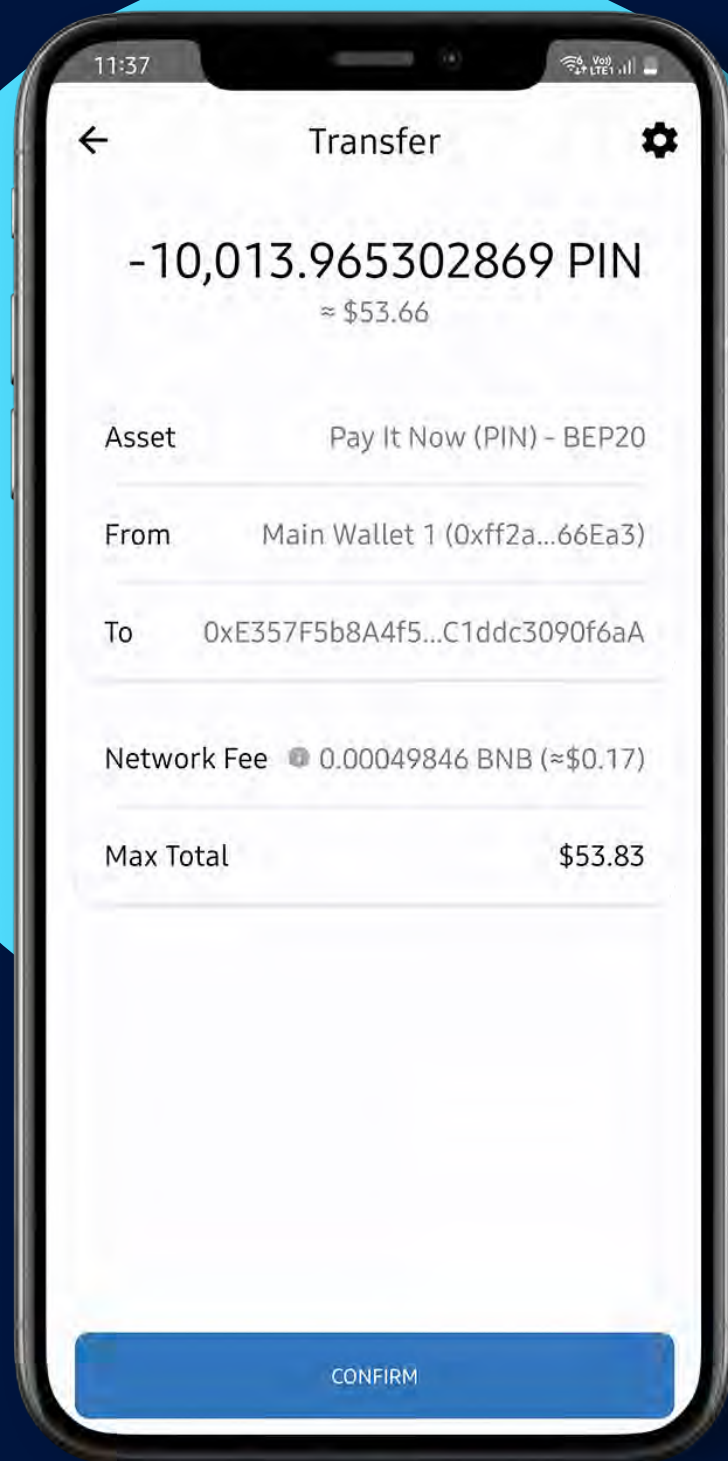 11:37
Transfer
-10,013.965302869 PIN
≈ $53.66
Asset Pay It Now (PIN) - BEP20
From Main Wallet 1 (0xff2a...66Ea3)
To 0xE357F5b8A4f5...C1ddc3090f6aA
Network Fee 0.00049846 BNB (≈$0.17)
Max Total $53.83
CONFIRM